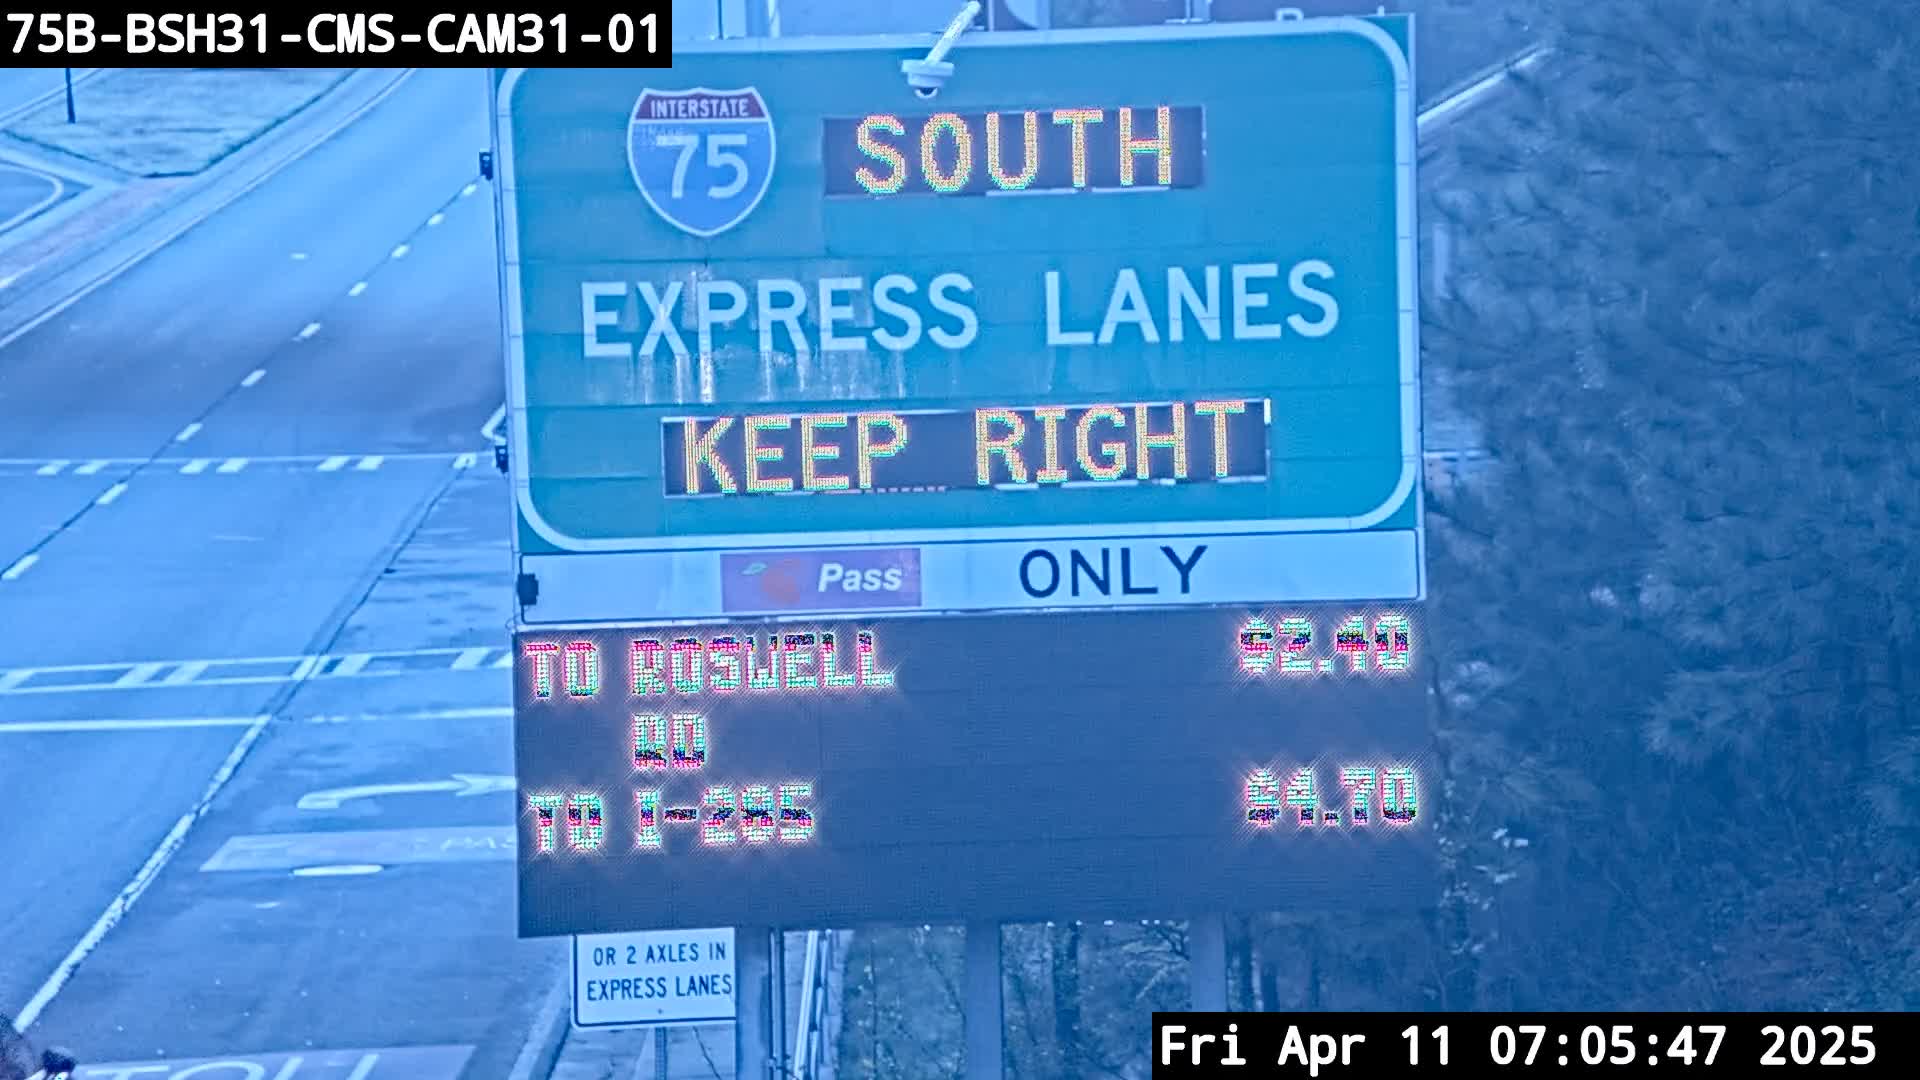 75B-BSH31-CMS-CAM31-01
INTERSTATE
75
SOUTH
EXPRESS LANES
KEEP RIGHT
Pass
ONLY
TO ROSWELL $2.40
RD
TO I-285 $4.70
OR 2 AXLES IN
EXPRESS LANES
TOLL
Fri Apr 11 07:05:47 2025